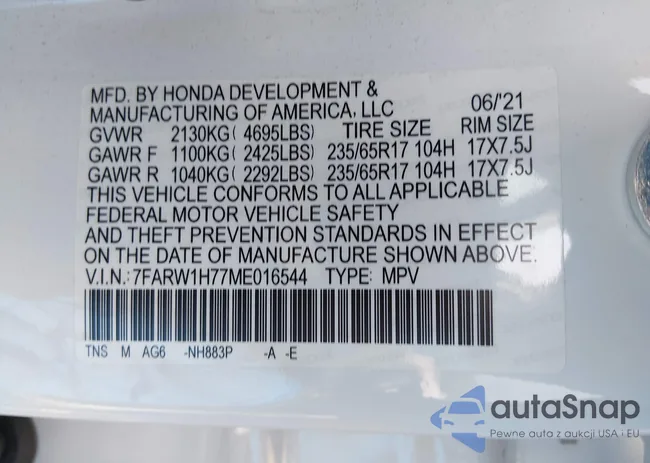 MFD. BY HONDA DEVELOPMENT &
MANUFACTURING OF AMERICA, LLC 06/'21
GVWR 2130KG( 4695LBS) TIRE SIZE RIM SIZE
GAWR F 1100KG( 2425LBS) 235/65R17 104H 17X7.5J
GAWR R 1040KG( 2292LBS) 235/65R17 104H 17X7.5J
THIS VEHICLE CONFORMS TO ALL APPLICABLE
FEDERAL MOTOR VEHICLE SAFETY
AND THEFT PREVENTION STANDARDS IN EFFECT
ON THE DATE OF MANUFACTURE SHOWN ABOVE.
V.I.N.: 7FARW1H77ME016544 TYPE: MPV
TNS M AG6 -NH883P -A -E
autaSnap
Pewne auta z aukcji USA i EU